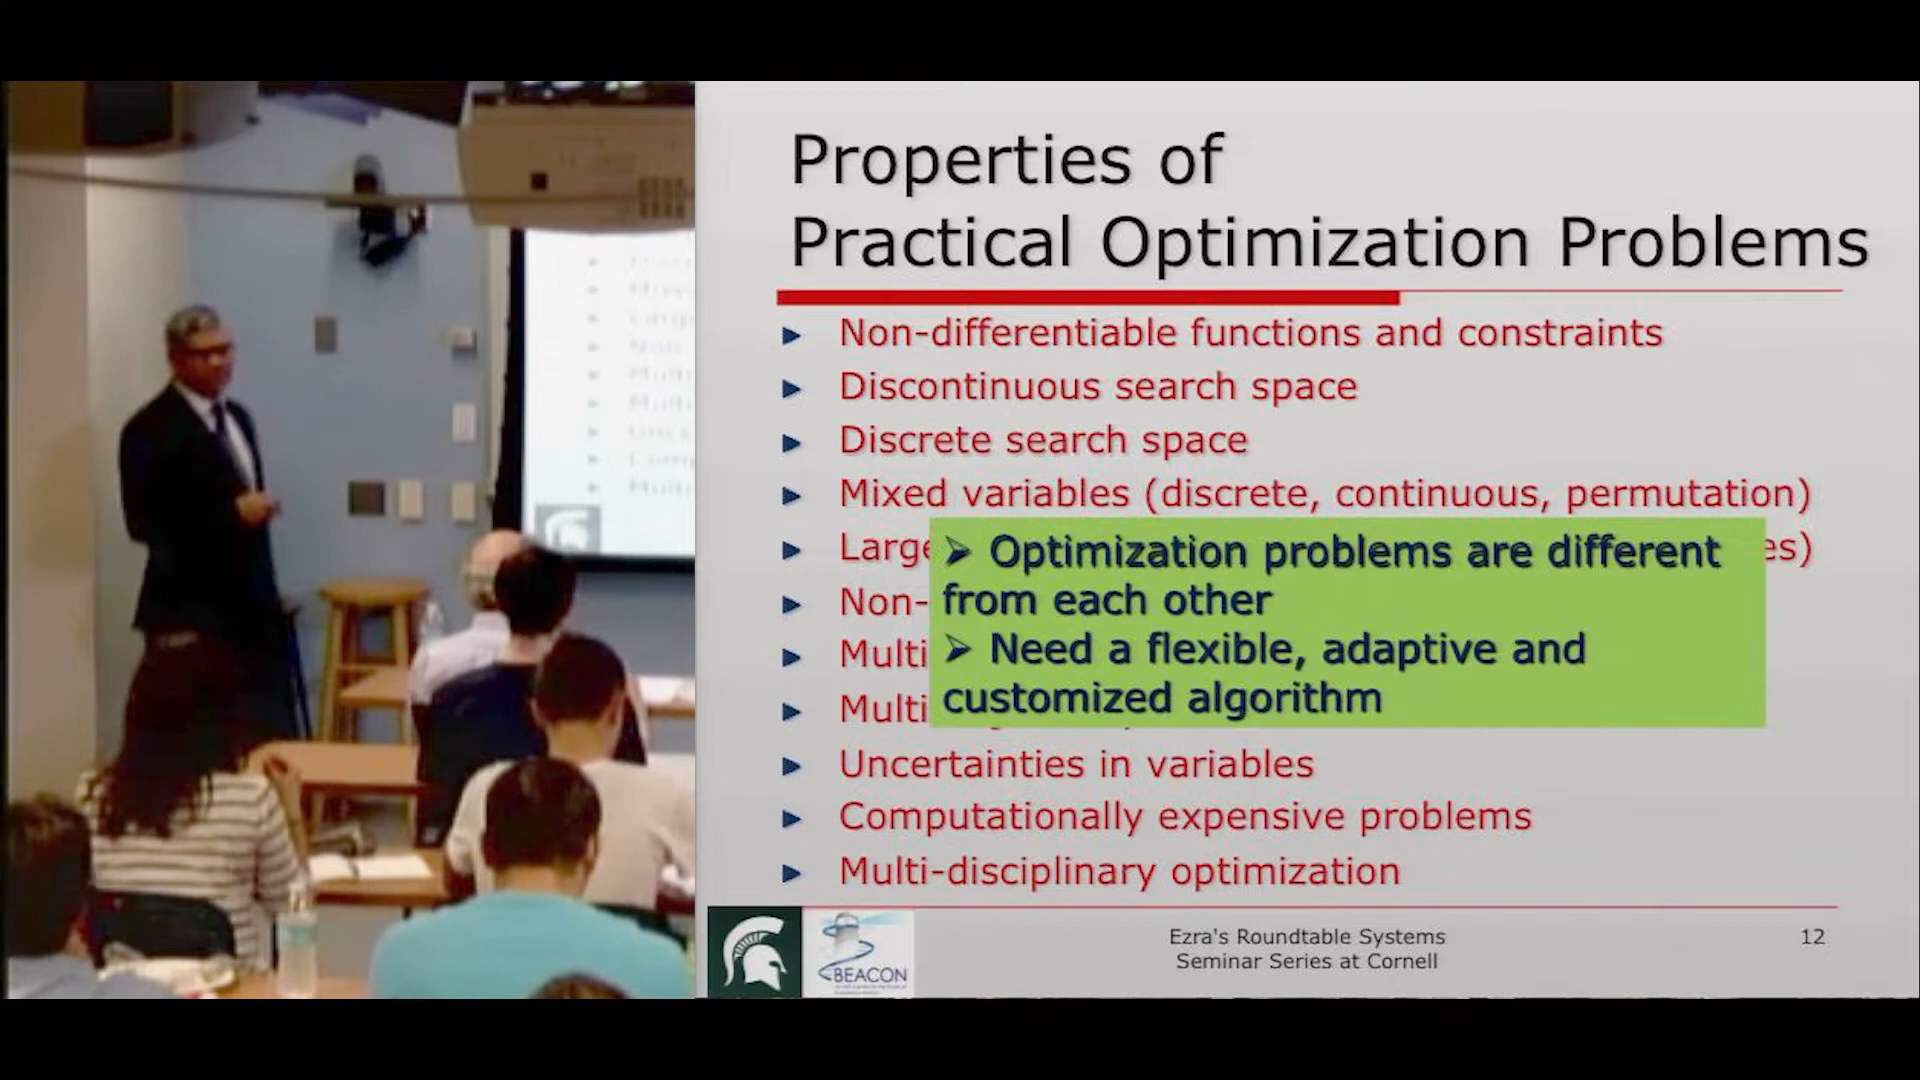 Properties of
Practical Optimization Problems
Non-differentiable functions and constraints
Discontinuous search space
Discrete search space
Mixed variables (discrete, continuous, permutation)
Large
➢ Optimization problems are different
from each other
➢ Need a flexible, adaptive and
customized algorithm
Non-
Multi
Multi
Uncertainties in variables
Computationally expensive problems
Multi-disciplinary optimization
BEACON
Ezra's Roundtable Systems
Seminar Series at Cornell
12